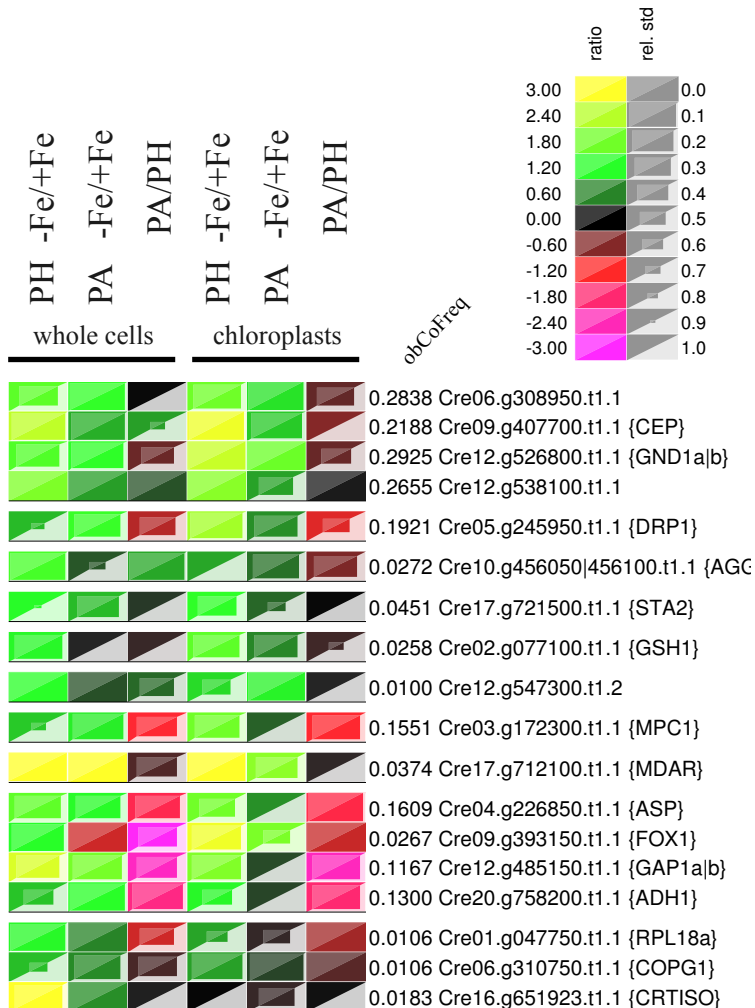 ratio rel. std
3.00 0.0
2.40 0.1
1.80 0.2
1.20 0.3
0.60 0.4
0.00 0.5
-0.60 0.6
-1.20 0.7
-1.80 0.8
-2.40 0.9
-3.00 1.0
PH -Fe/+Fe
PA -Fe/+Fe
PA/PH
PH -Fe/+Fe
PA -Fe/+Fe
PA/PH
whole cells chloroplasts
obCoFreq
0.2838 Cre06.g308950.t1.1
0.2188 Cre09.g407700.t1.1 {CEP}
0.2925 Cre12.g526800.t1.1 {GND1a|b}
0.2655 Cre12.g538100.t1.1
0.1921 Cre05.g245950.t1.1 {DRP1}
0.0272 Cre10.g456050|456100.t1.1 {AGG
0.0451 Cre17.g721500.t1.1 {STA2}
0.0258 Cre02.g077100.t1.1 {GSH1}
0.0100 Cre12.g547300.t1.2
0.1551 Cre03.g172300.t1.1 {MPC1}
0.0374 Cre17.g712100.t1.1 {MDAR}
0.1609 Cre04.g226850.t1.1 {ASP}
0.0267 Cre09.g393150.t1.1 {FOX1}
0.1167 Cre12.g485150.t1.1 {GAP1a|b}
0.1300 Cre20.g758200.t1.1 {ADH1}
0.0106 Cre01.g047750.t1.1 {RPL18a}
0.0106 Cre06.g310750.t1.1 {COPG1}
0.0183 Cre16.g651923.t1.1 {CRTISO}